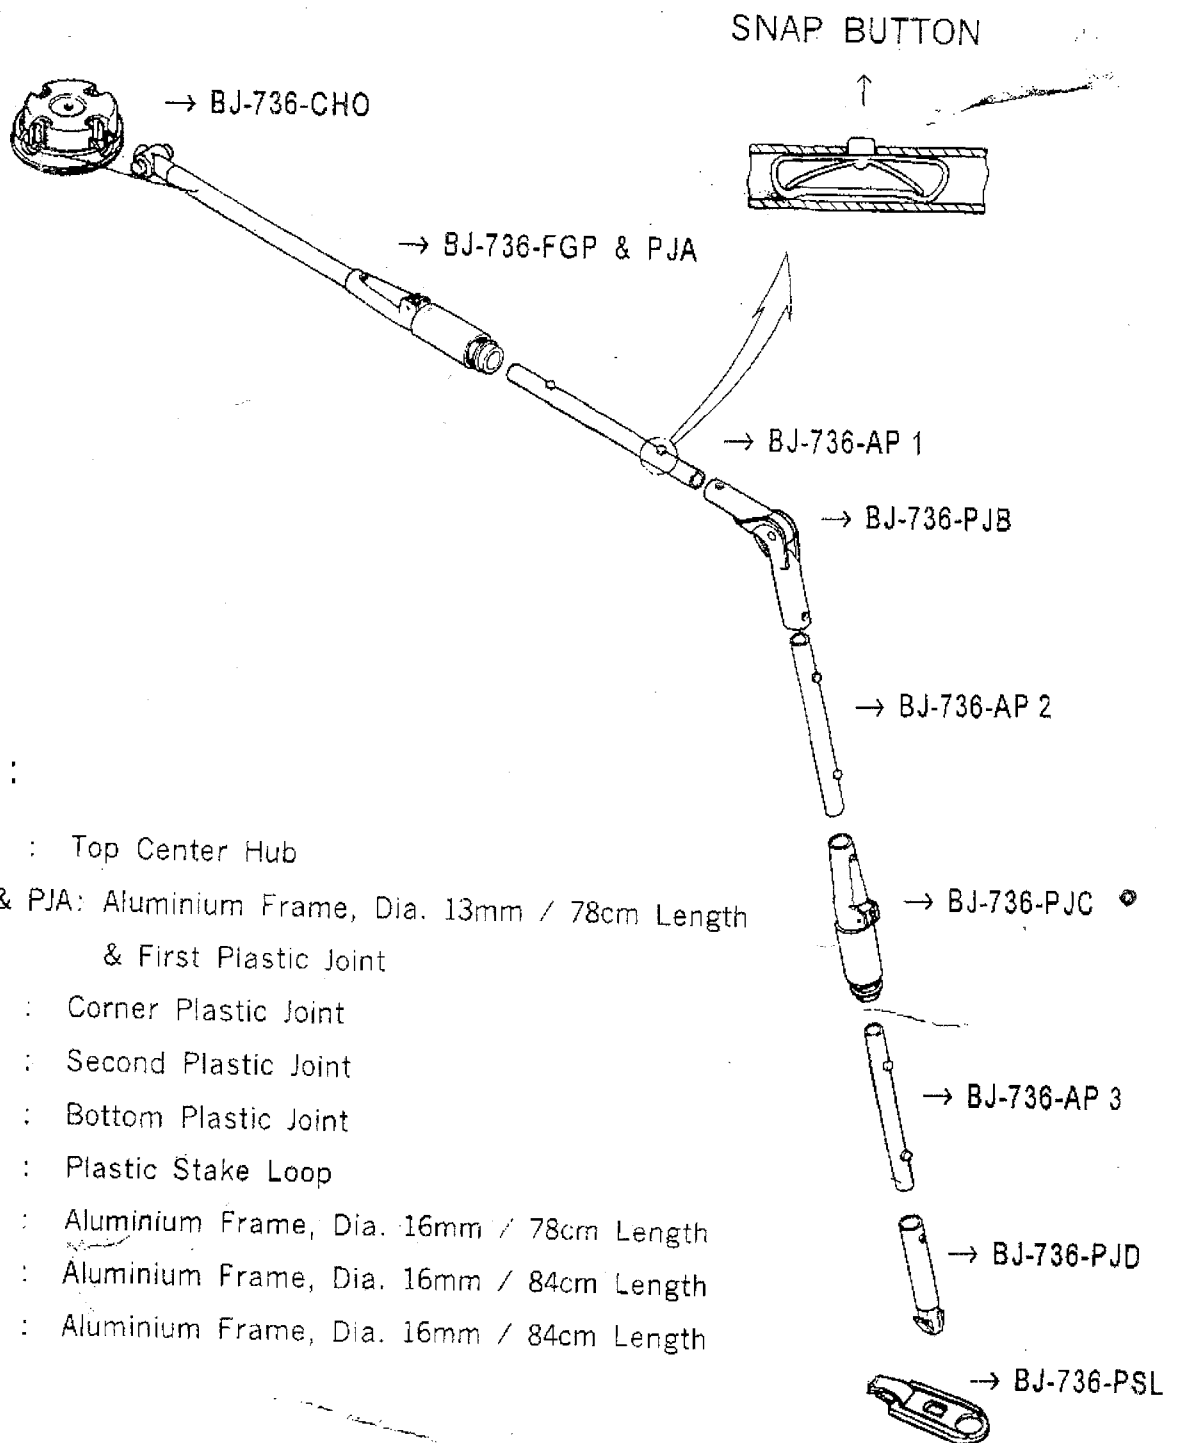 SNAP BUTTON
→ BJ-736-CHO
→ BJ-736-FGP & PJA
→ BJ-736-AP 1
→ BJ-736-PJB
→ BJ-736-AP 2
:
: Top Center Hub
& PJA: Aluminium Frame, Dia. 13mm / 78cm Length
→ BJ-736-PJC
& First Plastic Joint
: Corner Plastic Joint
: Second Plastic Joint
→ BJ-736-AP 3
: Bottom Plastic Joint
: Plastic Stake Loop
: Aluminium Frame, Dia. 16mm / 78cm Length
→ BJ-736-PJD
: Aluminium Frame, Dia. 16mm / 84cm Length
: Aluminium Frame, Dia. 16mm / 84cm Length
→ BJ-736-PSL